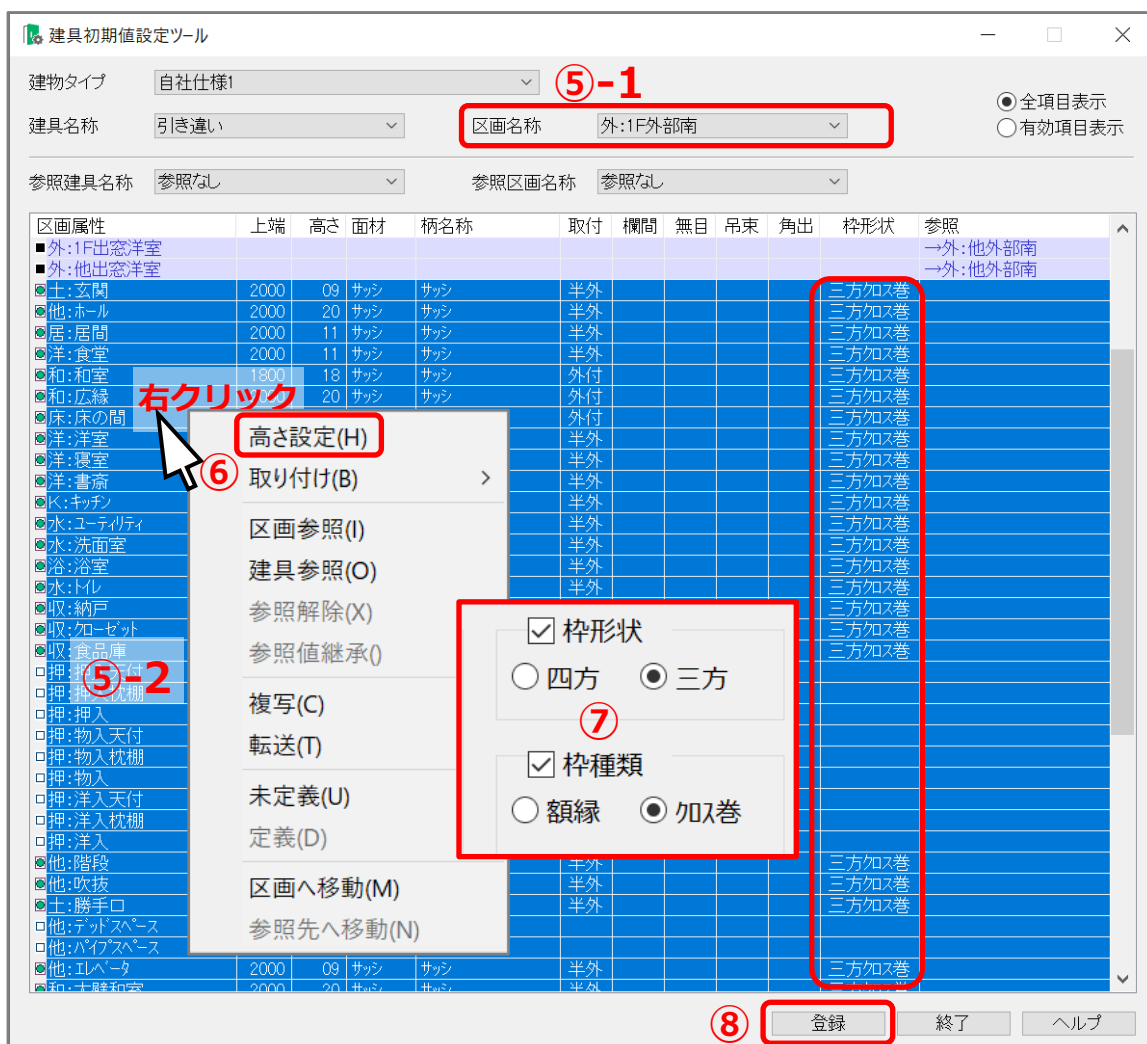 建具初期値設定ツール
建物タイプ 自社仕様1 ⑤-1
全項目表示
建具名称 引き違い 区画名称 外:1F外部南 有効項目表示
参照建具名称 参照なし 参照区画名称 参照なし
区画属性 上端 高さ 面材 柄名称 取付 欄間 無目 吊束 角出 枠形状 参照
■外:1F出窓洋室 →外:他外部南
■外:他出窓洋室 →外:他外部南
土:玄関 2000 09 サッシ サッシ 半外 三方クロス巻
他:ホール 2000 20 サッシ サッシ 半外 三方クロス巻
居:居間 2000 11 サッシ サッシ 半外 三方クロス巻
洋:食堂 2000 11 サッシ サッシ 半外 三方クロス巻
和:和室 1800 18 サッシ サッシ 外付 三方クロス巻
和:広縁 20 サッシ サッシ 外付 三方クロス巻
右クリック
床:床の間 外付 三方クロス巻
洋:洋室 半外 三方クロス巻
洋:寝室 半外 三方クロス巻
洋:書斎 半外 三方クロス巻
K:キッチン 半外 三方クロス巻
水:ユーティリティ 半外 三方クロス巻
水:洗面室 半外 三方クロス巻
浴:浴室 半外 三方クロス巻
水:トイレ 半外 三方クロス巻
収:納戸 三方クロス巻
収:クローゼット 三方クロス巻
収:食品庫 三方クロス巻
⑤-2
押:押入
押:物入天付
押:物入枕棚
押:物入
押:洋入天付
押:洋入枕棚
押:洋入
他:階段 半外 三方クロス巻
他:吹抜 半外 三方クロス巻
土:勝手口 半外 三方クロス巻
他:デッドスペース
他:パイプスペース
他:エレベータ 2000 09 サッシ サッシ 半外 三方クロス巻
2000 20 サッシ サッシ 半外
⑥
高さ設定(H)
取り付け(B)
区画参照(I)
建具参照(O)
参照解除(X)
参照値継承()
複写(C)
転送(T)
未定義(U)
定義(D)
区画へ移動(M)
参照先へ移動(N)
枠形状
四方 三方
⑦
枠種類
額縁 クロス巻
⑧ 登録 終了 ヘルプ